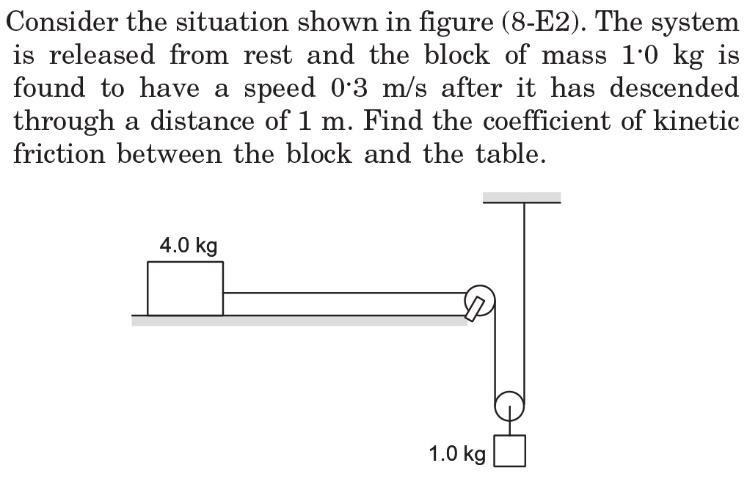 Consider the situation shown in figure (8-E2). The system
is released from rest and the block of mass 1·0 kg is
found to have a speed 0·3 m/s after it has descended
through a distance of 1 m. Find the coefficient of kinetic
friction between the block and the table.
4.0 kg
1.0 kg